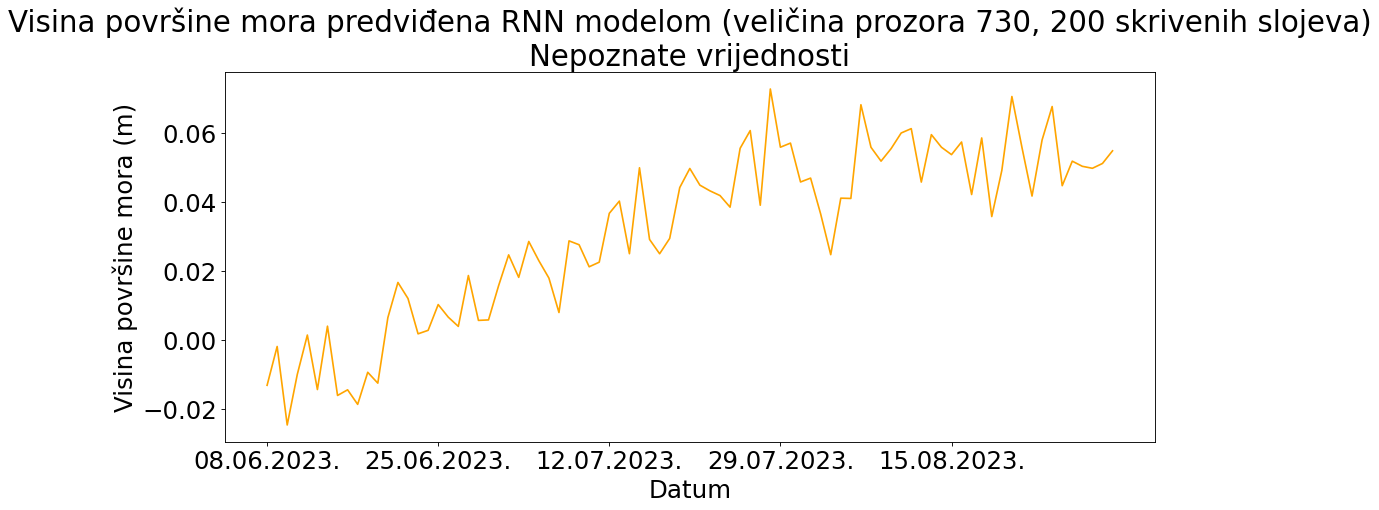 Visina površine mora predviđena RNN modelom (veličina prozora 730, 200 skrivenih slojeva)
Nepoznate vrijednosti
Visina površine mora (m)
0.06
0.04
0.02
0.00
−0.02
08.06.2023. 25.06.2023. 12.07.2023. 29.07.2023. 15.08.2023.
Datum